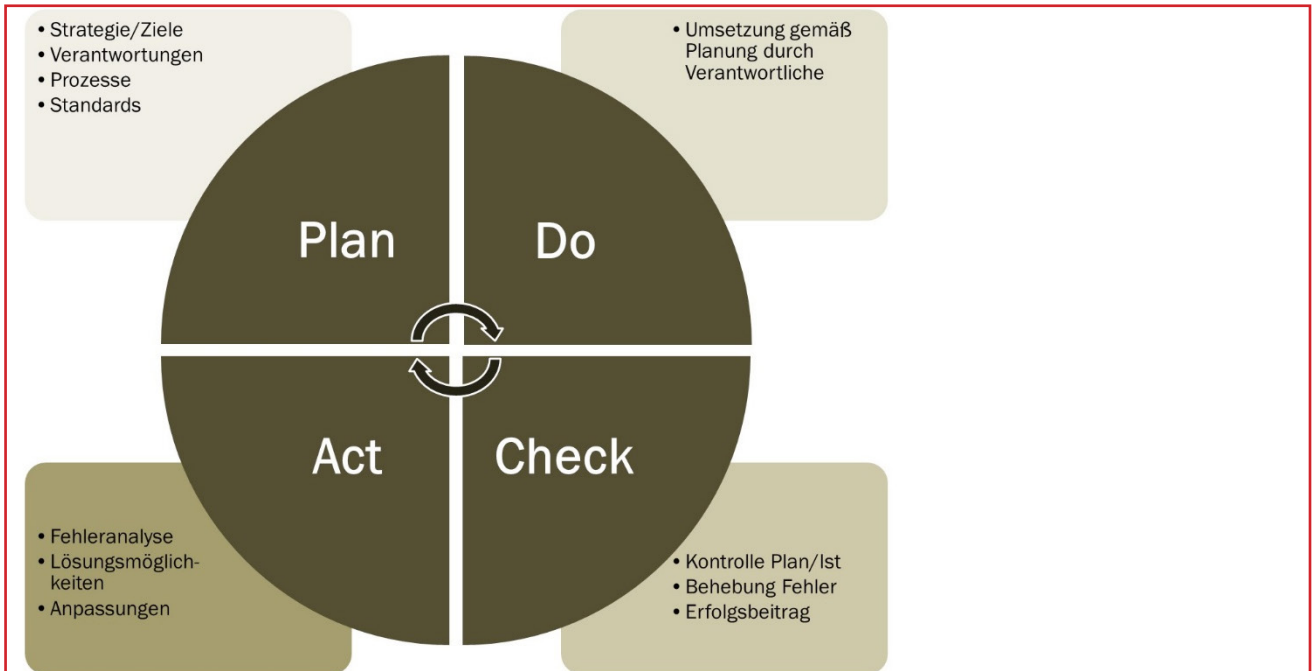 • Strategie/Ziele
• Verantwortungen
• Prozesse
• Standards
• Umsetzung gemäß
Planung durch
Verantwortliche
Plan
Do
Act
Check
• Fehleranalyse
• Lösungsmöglich-
keiten
• Anpassungen
• Kontrolle Plan/Ist
• Behebung Fehler
• Erfolgsbeitrag